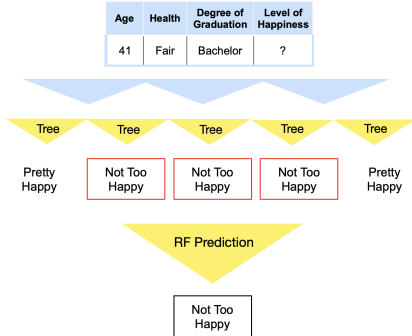 Age Health Degree of Graduation Level of Happiness
41 Fair Bachelor ?
Tree Tree Tree Tree Tree
Pretty Happy Not Too Happy Not Too Happy Not Too Happy Pretty Happy
RF Prediction
Not Too
Happy